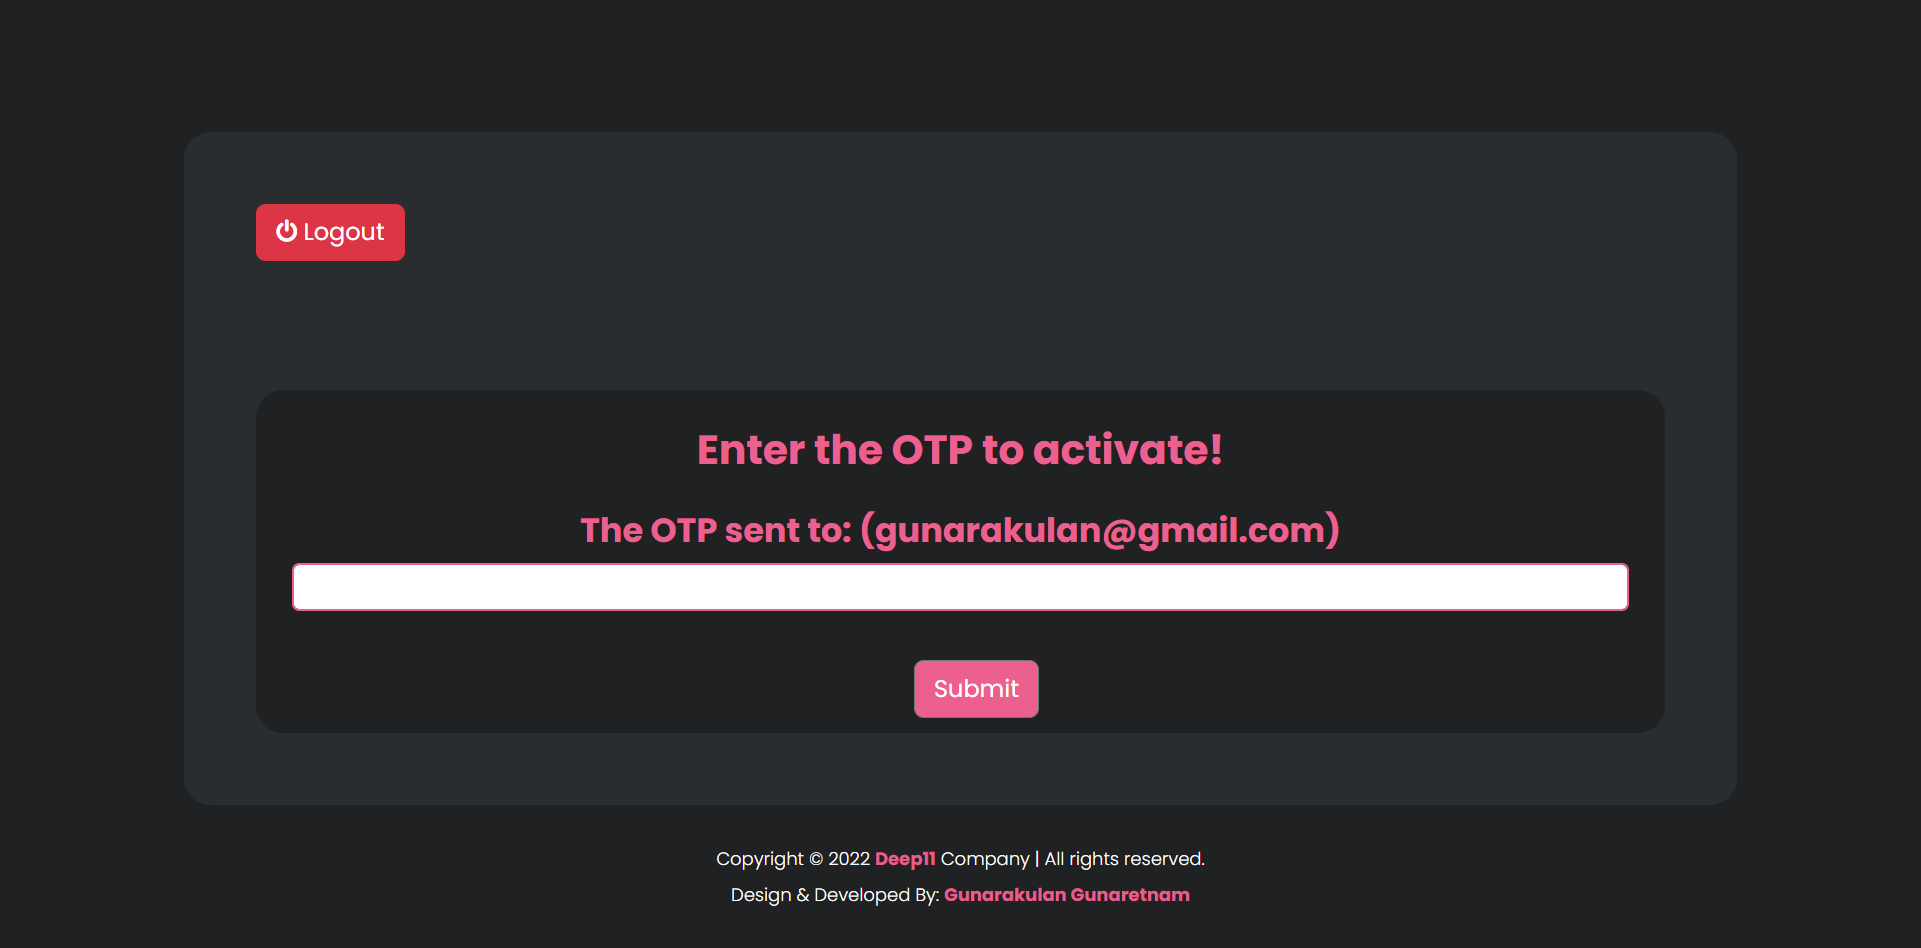 Logout
Enter the OTP to activate!
The OTP sent to: (gunarakulan@gmail.com)
Submit
Copyright © 2022 Deep11 Company | All rights reserved.
Design & Developed By: Gunarakulan Gunaretnam